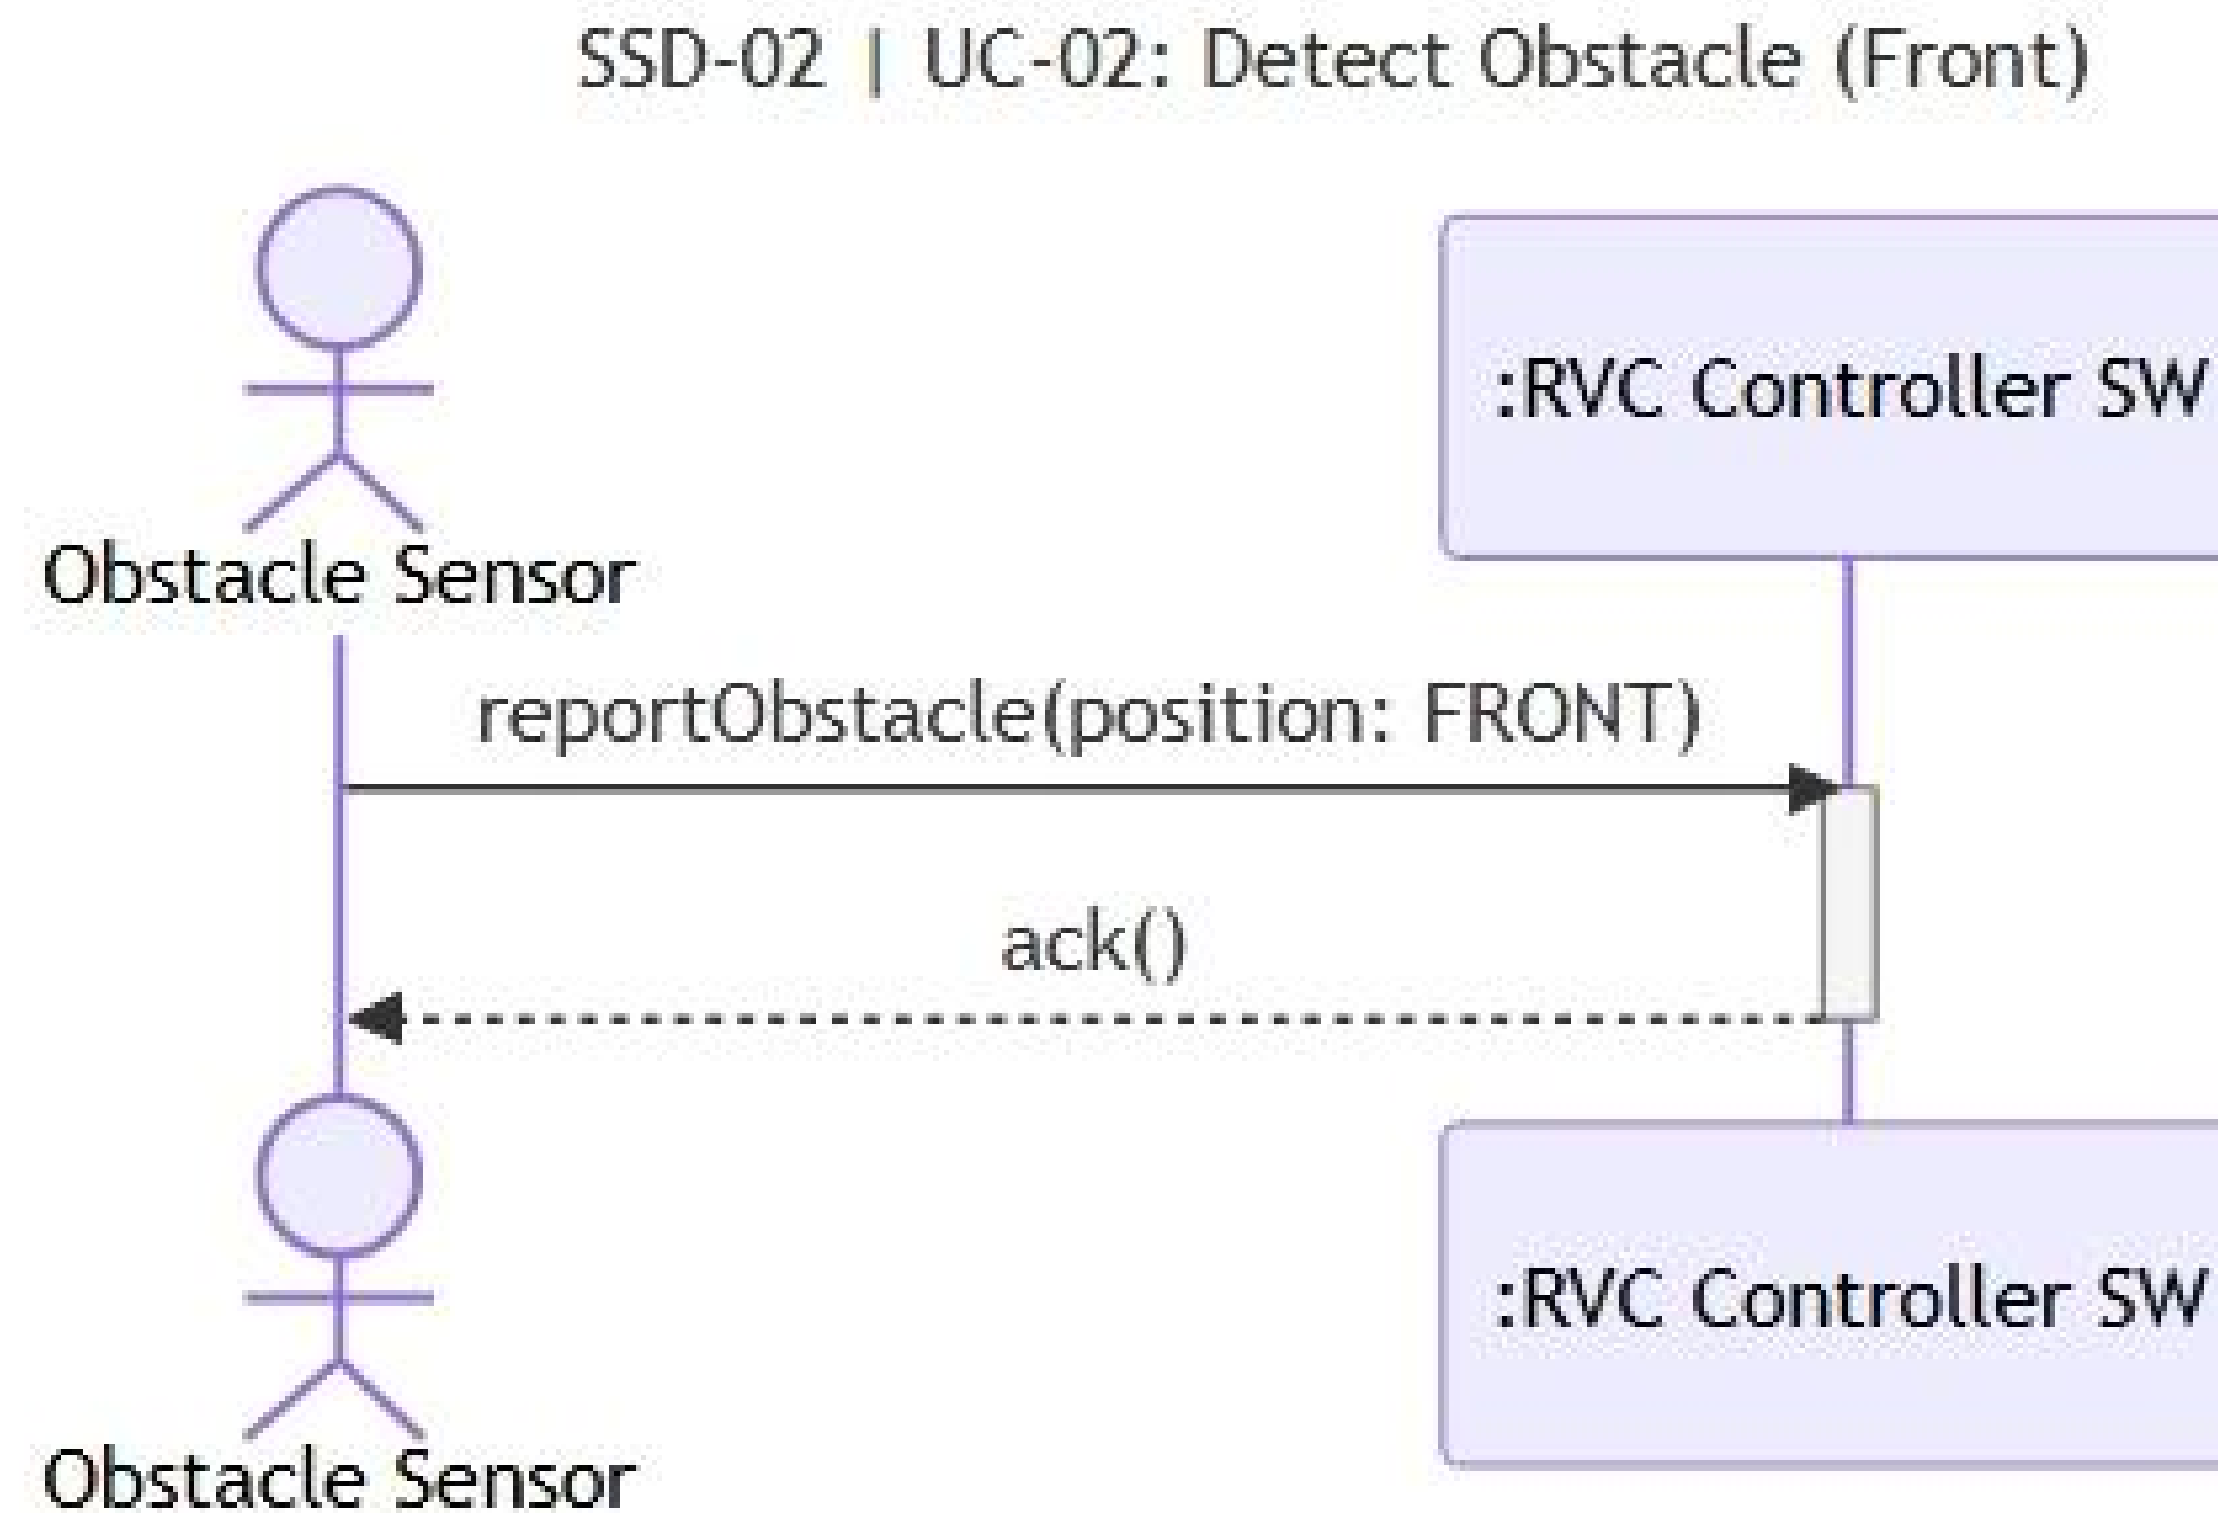 SSD-02 | UC-02: Detect Obstacle (Front)
:RVC Controller SW
Obstacle Sensor
reportObstacle(position: FRONT)
ack()
:RVC Controller SW
Obstacle Sensor